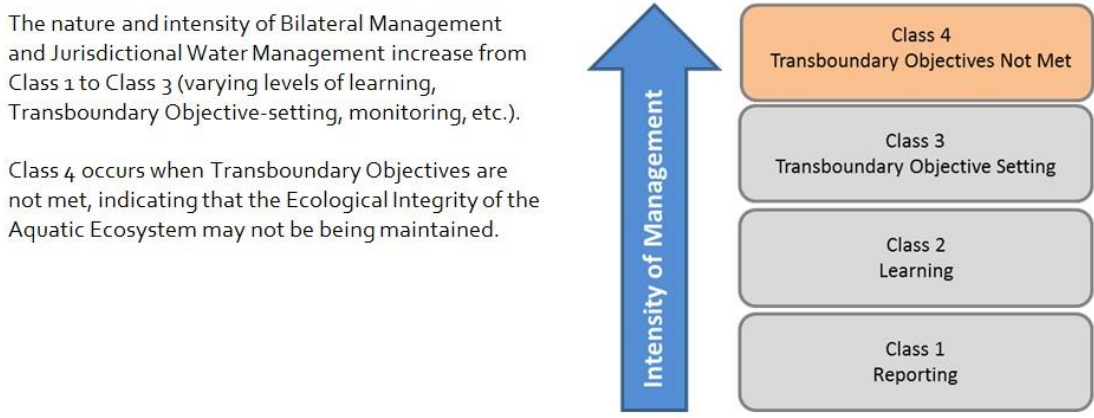 The nature and intensity of Bilateral Management
and Jurisdictional Water Management increase from
Class 1 to Class 3 (varying levels of learning,
Transboundary Objective-setting, monitoring, etc.).
Class 4 occurs when Transboundary Objectives are
not met, indicating that the Ecological Integrity of the
Aquatic Ecosystem may not be being maintained.
Intensity of Management
Class 4
Transboundary Objectives Not Met
Class 3
Transboundary Objective Setting
Class 2
Learning
Class 1
Reporting